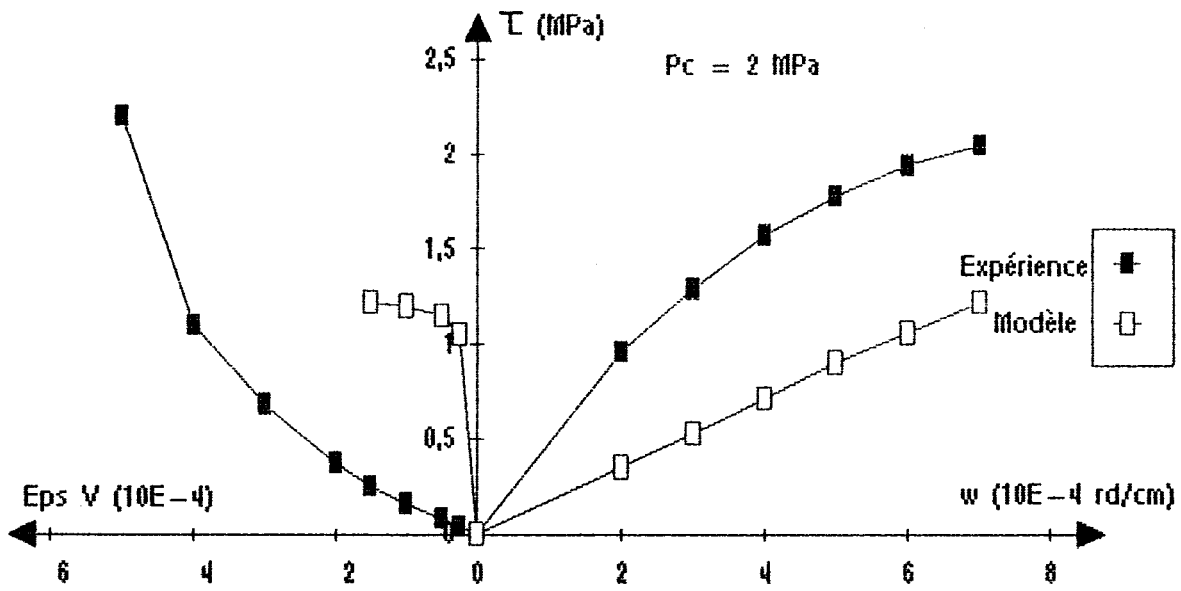 τ (MPa)
2,5
Pc = 2 MPa
2
1,5
Expérience
Modèle
1
0,5
Eps V (10E-4)
w (10E-4 rd/cm)
0
6 4 2 0 2 4 6 8